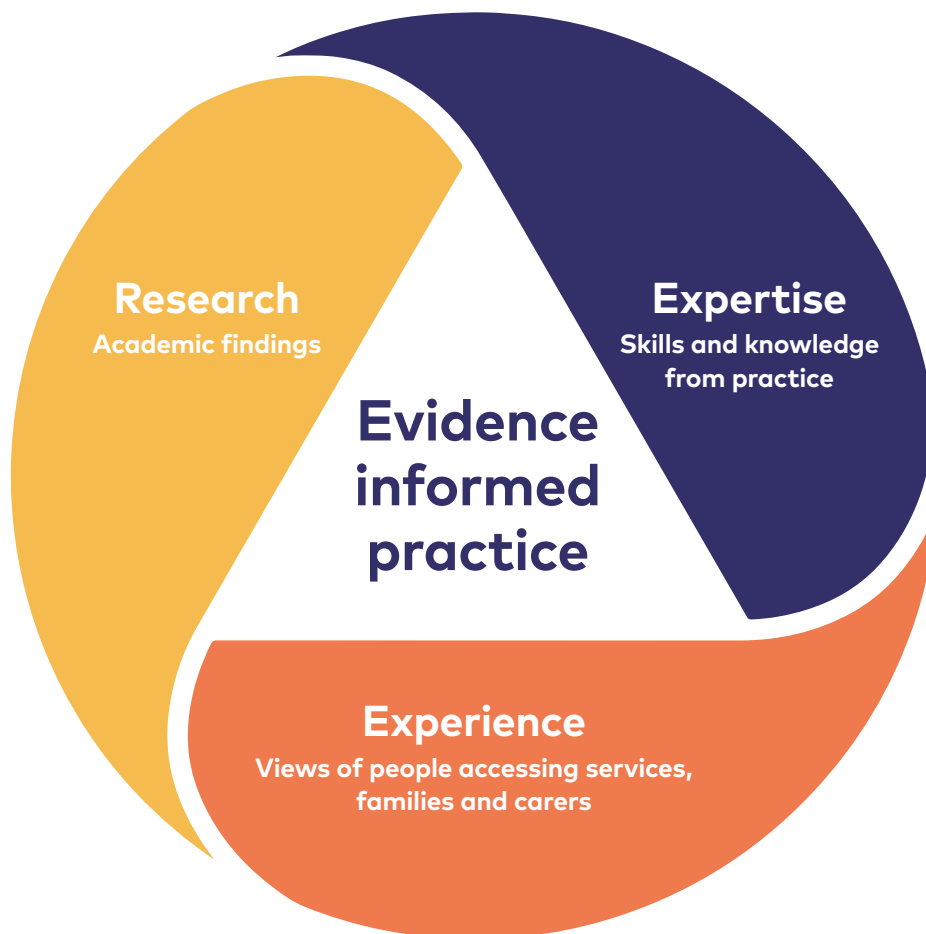 Research
Academic findings
Expertise
Skills and knowledge
from practice
Evidence
informed
practice
Experience
Views of people accessing services,
families and carers